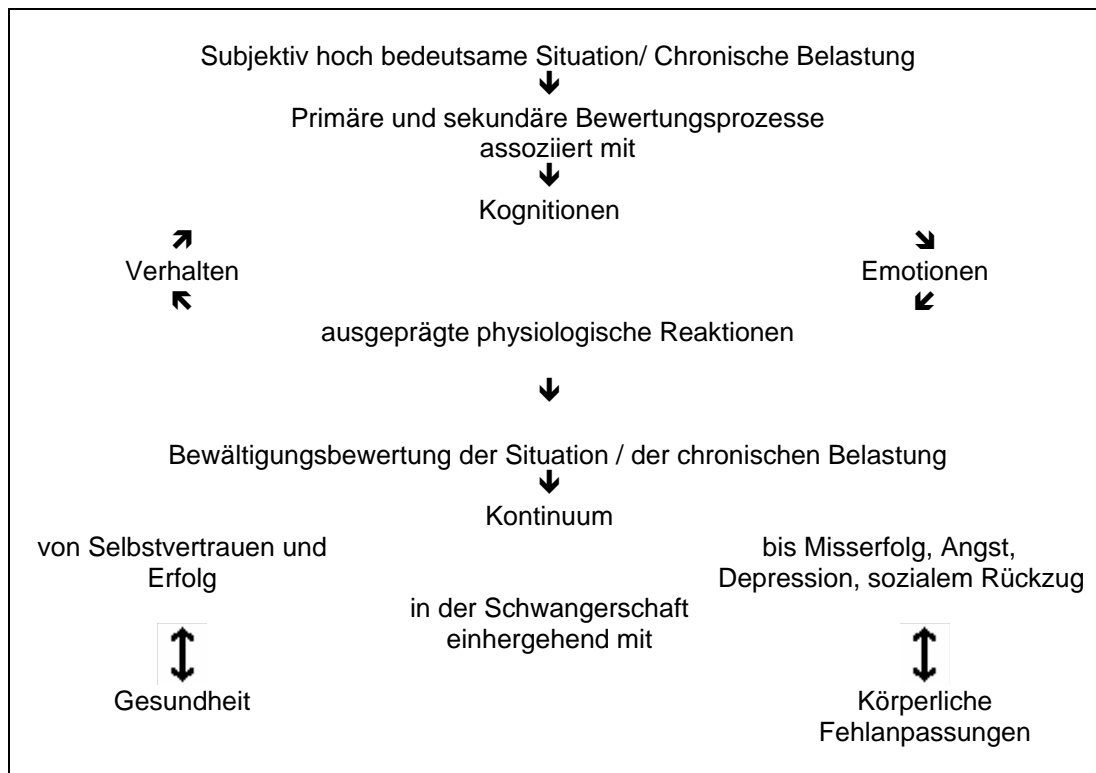 Subjektiv hoch bedeutsame Situation/ Chronische Belastung
Primäre und sekundäre Bewertungsprozesse
assoziiert mit
Kognitionen
Verhalten
Emotionen
ausgeprägte physiologische Reaktionen
Bewältigungsbewertung der Situation / der chronischen Belastung
Kontinuum
von Selbstvertrauen und
Erfolg
bis Misserfolg, Angst,
Depression, sozialem Rückzug
in der Schwangerschaft
einhergehend mit
Gesundheit
Körperliche
Fehlanpassungen